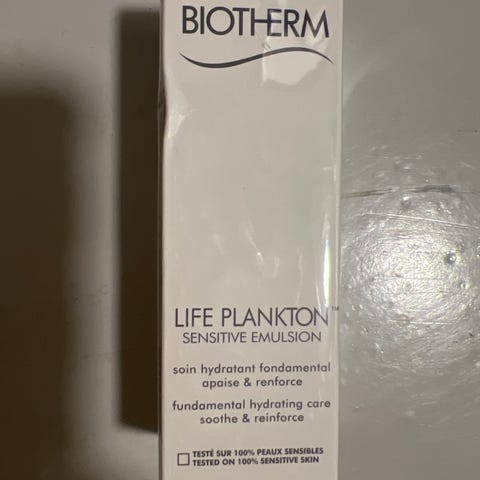 BIOTHERM
LIFE PLANKTON™
SENSITIVE EMULSION
soin hydratant fondamental
apaise & renforce
fundamental hydrating care
soothe & reinforce
TESTÉ SUR 100% PEAUX SENSIBLES
TESTED ON 100% SENSITIVE SKIN